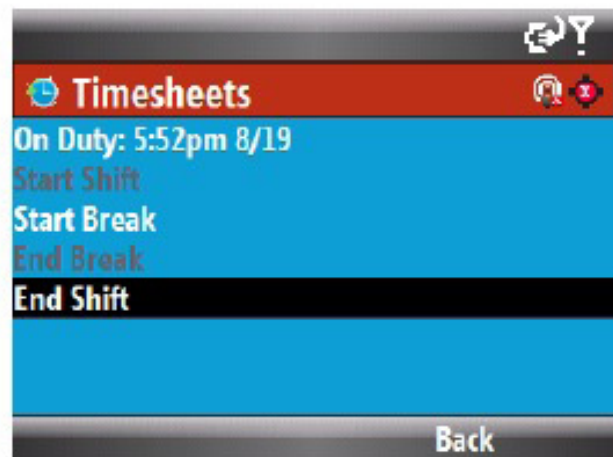 Timesheets
On Duty: 5:52pm 8/19
Start Shift
Start Break
End Break
End Shift
Back